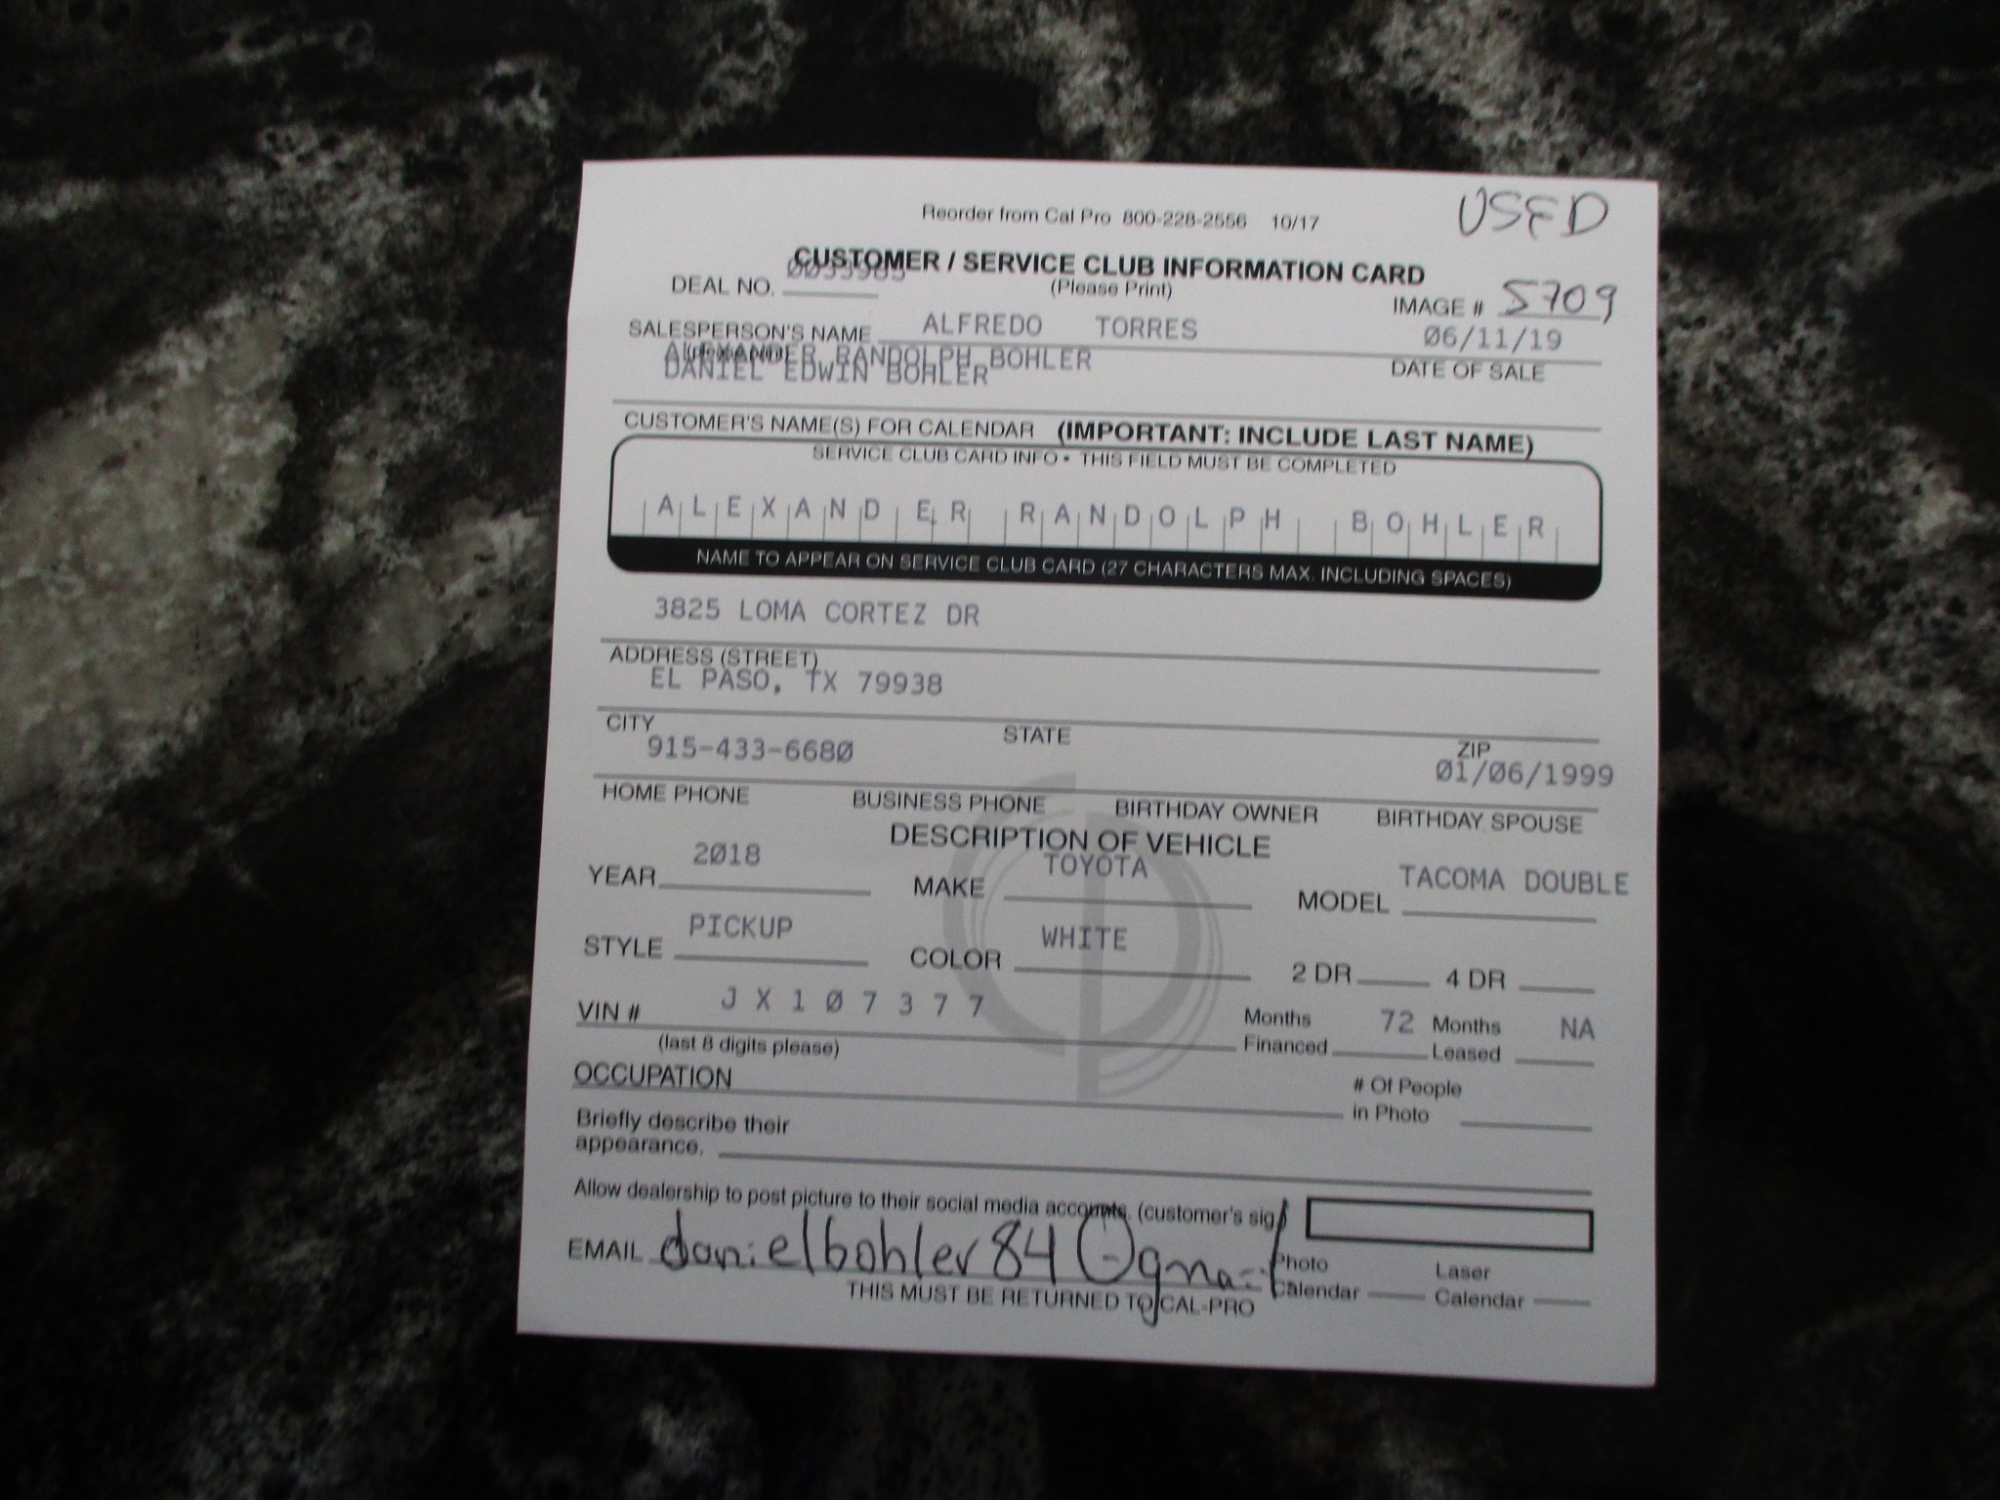 USED
Reorder from Cal Pro 800-228-2556 10/17
CUSTOMER / SERVICE CLUB INFORMATION CARD
DEAL NO.
(Please Print)
IMAGE # 5709
SALESPERSON'S NAME ALFREDO TORRES
06/11/19
ALEXANDER RANDOLPH BOHLER
DANIEL EDWIN BOHLER
DATE OF SALE
CUSTOMER'S NAME(S) FOR CALENDAR (IMPORTANT: INCLUDE LAST NAME)
SERVICE CLUB CARD INFO • THIS FIELD MUST BE COMPLETED
ALEXANDER RANDOLPH BOHLER
NAME TO APPEAR ON SERVICE CLUB CARD (27 CHARACTERS MAX. INCLUDING SPACES)
3825 LOMA CORTEZ DR
ADDRESS (STREET)
EL PASO, TX 79938
CITY STATE ZIP
915-433-6680 01/06/1999
HOME PHONE BUSINESS PHONE BIRTHDAY OWNER BIRTHDAY SPOUSE
DESCRIPTION OF VEHICLE
YEAR 2018 MAKE TOYOTA MODEL TACOMA DOUBLE
STYLE PICKUP COLOR WHITE 2 DR 4 DR
VIN # JX107377 Months Financed 72 Months Leased NA
(last 8 digits please)
OCCUPATION # Of People in Photo
Briefly describe their
appearance.
Allow dealership to post picture to their social media accounts. (customer's sig
EMAIL danielbohler84@gmail Photo Calendar Laser Calendar
THIS MUST BE RETURNED TO CAL-PRO